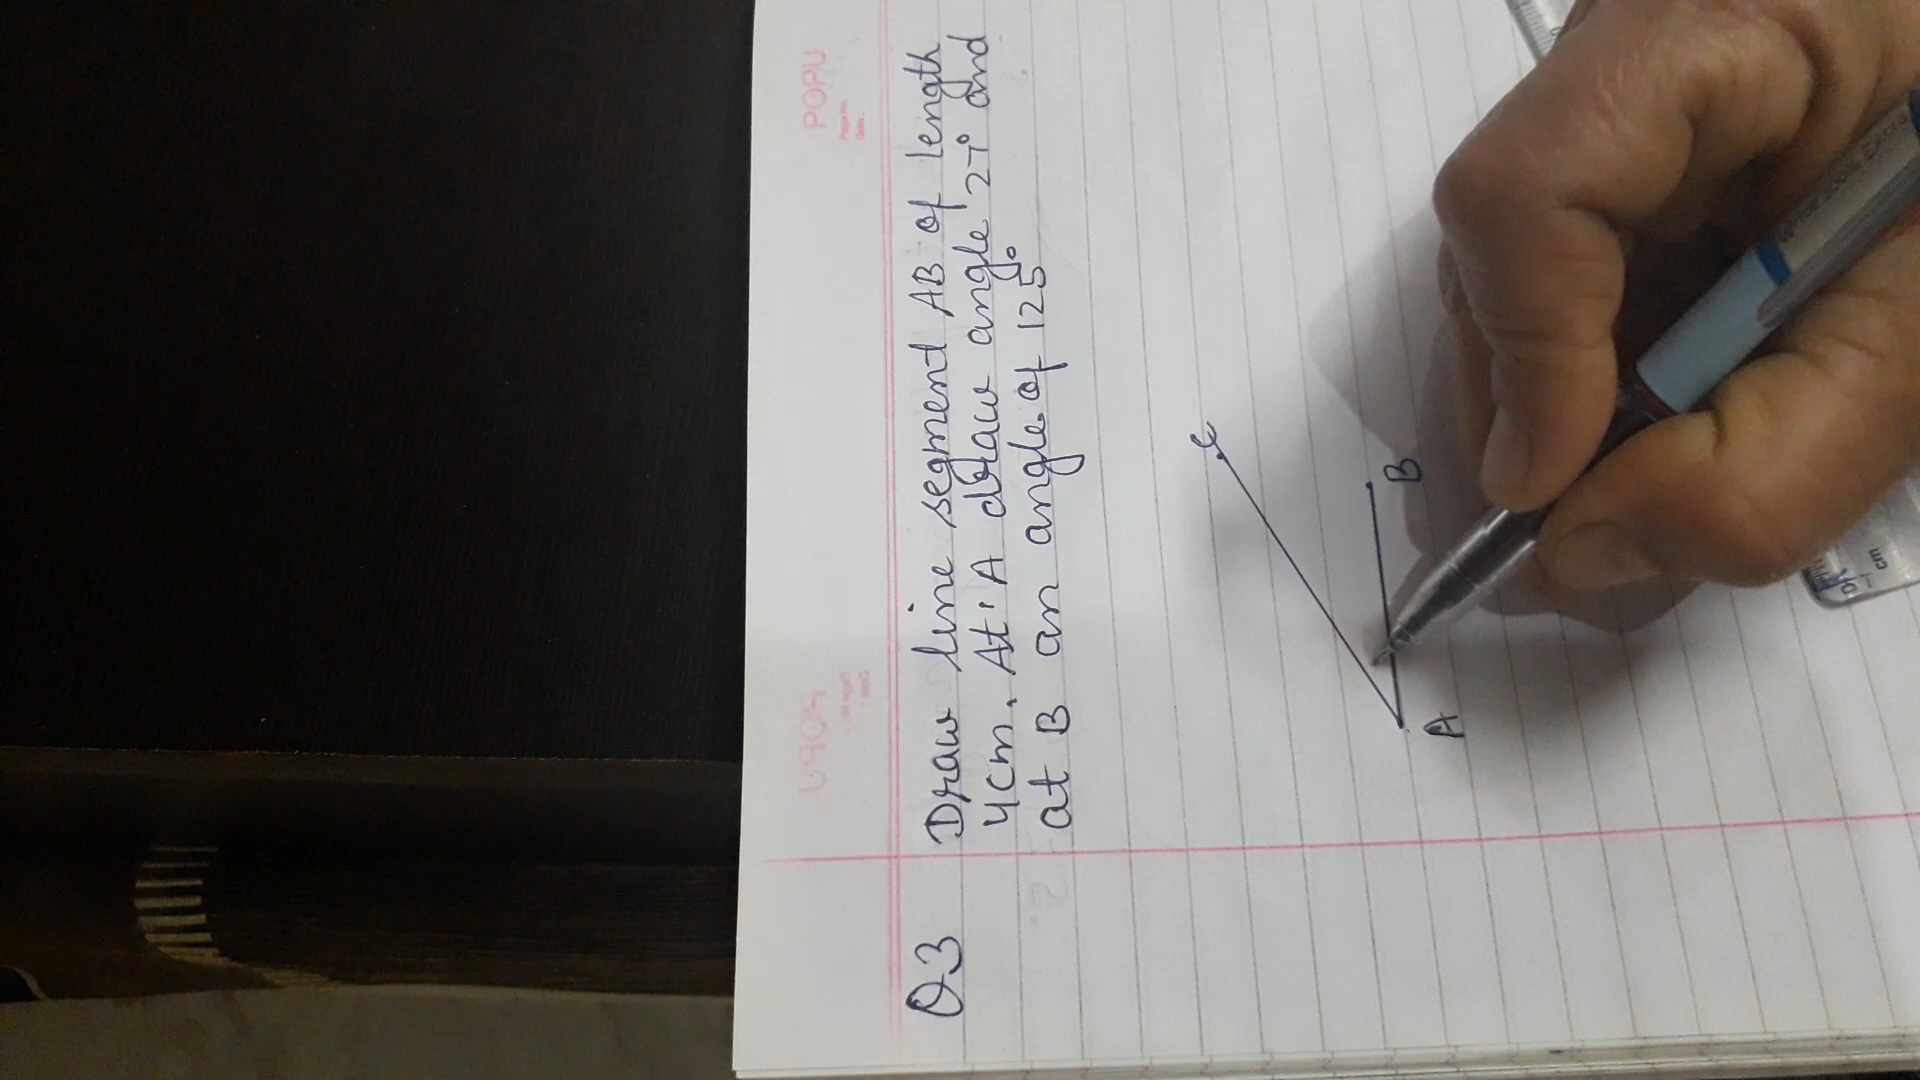 POPU
Q3 Draw line segment AB of length
4cm. At A draw angle 27° and
at B an angle of 125°
C
B
A
cm